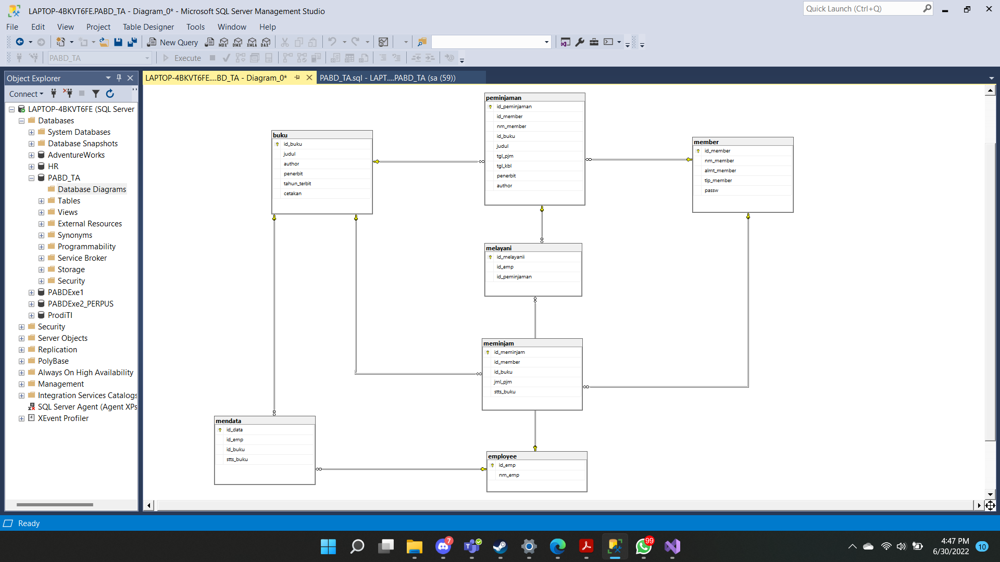 LAPTOP-4BKVT6FE.PABD_TA - Diagram_0* - Microsoft SQL Server Management Studio
Quick Launch (Ctrl+Q)
File Edit View Project Table Designer Tools Window Help
New Query
MDX DMX XMLA DAX
PABD_TA
Execute
Object Explorer
LAPTOP-4BKVT6FE....BD_TA - Diagram_0*
PABD_TA.sql - LAPT....PABD_TA (sa (59))
Connect
LAPTOP-4BKVT6FE (SQL Server
Databases
System Databases
Database Snapshots
AdventureWorks
HR
PABD_TA
Database Diagrams
Tables
Views
External Resources
Synonyms
Programmability
Service Broker
Storage
Security
PABDExe1
PABDExe2_PERPUS
ProdiTI
Security
Server Objects
Replication
PolyBase
Always On High Availability
Management
Integration Services Catalogs
SQL Server Agent (Agent XPs
XEvent Profiler
buku
id_buku
judul
author
penerbit
tahun_terbit
cetakan
peminjaman
id_peminjaman
id_member
nm_member
id_buku
judul
tgl_pjm
tgl_kbl
penerbit
author
member
id_member
nm_member
almt_member
tlp_member
passw
melayani
id_melayanii
id_emp
id_peminjaman
meminjam
id_meminjam
id_member
id_buku
jml_pjm
stts_buku
mendata
id_data
id_emp
id_buku
stts_buku
employee
id_emp
nm_emp
Ready
7
99
4:47 PM
6/30/2022
10